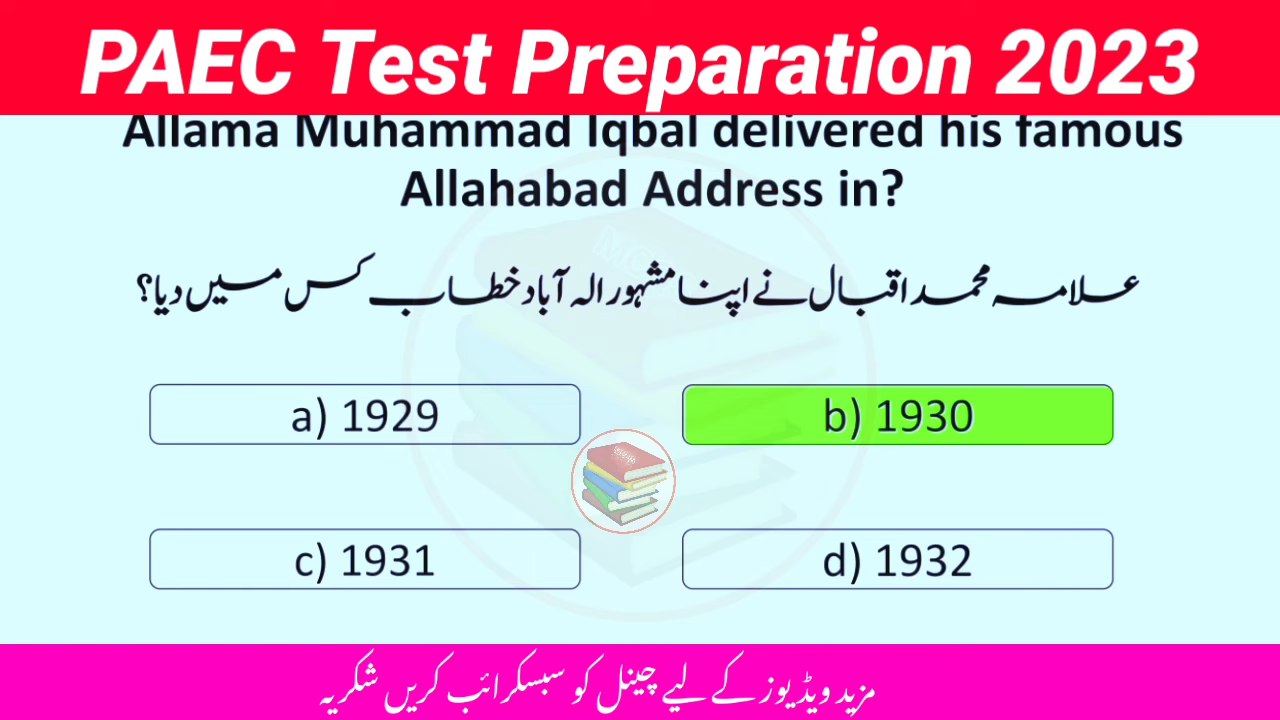 PAEC Test Preparation 2023
Allama Muhammad Iqbal delivered his famous
Allahabad Address in?
علامہ محمد اقبال نے اپنا مشہور الہ آباد خطاب کس میں دیا؟
a) 1929
b) 1930
c) 1931
d) 1932
مزید ویڈیوز کے لیے چینل کو سبسکرائب کریں شکریہ